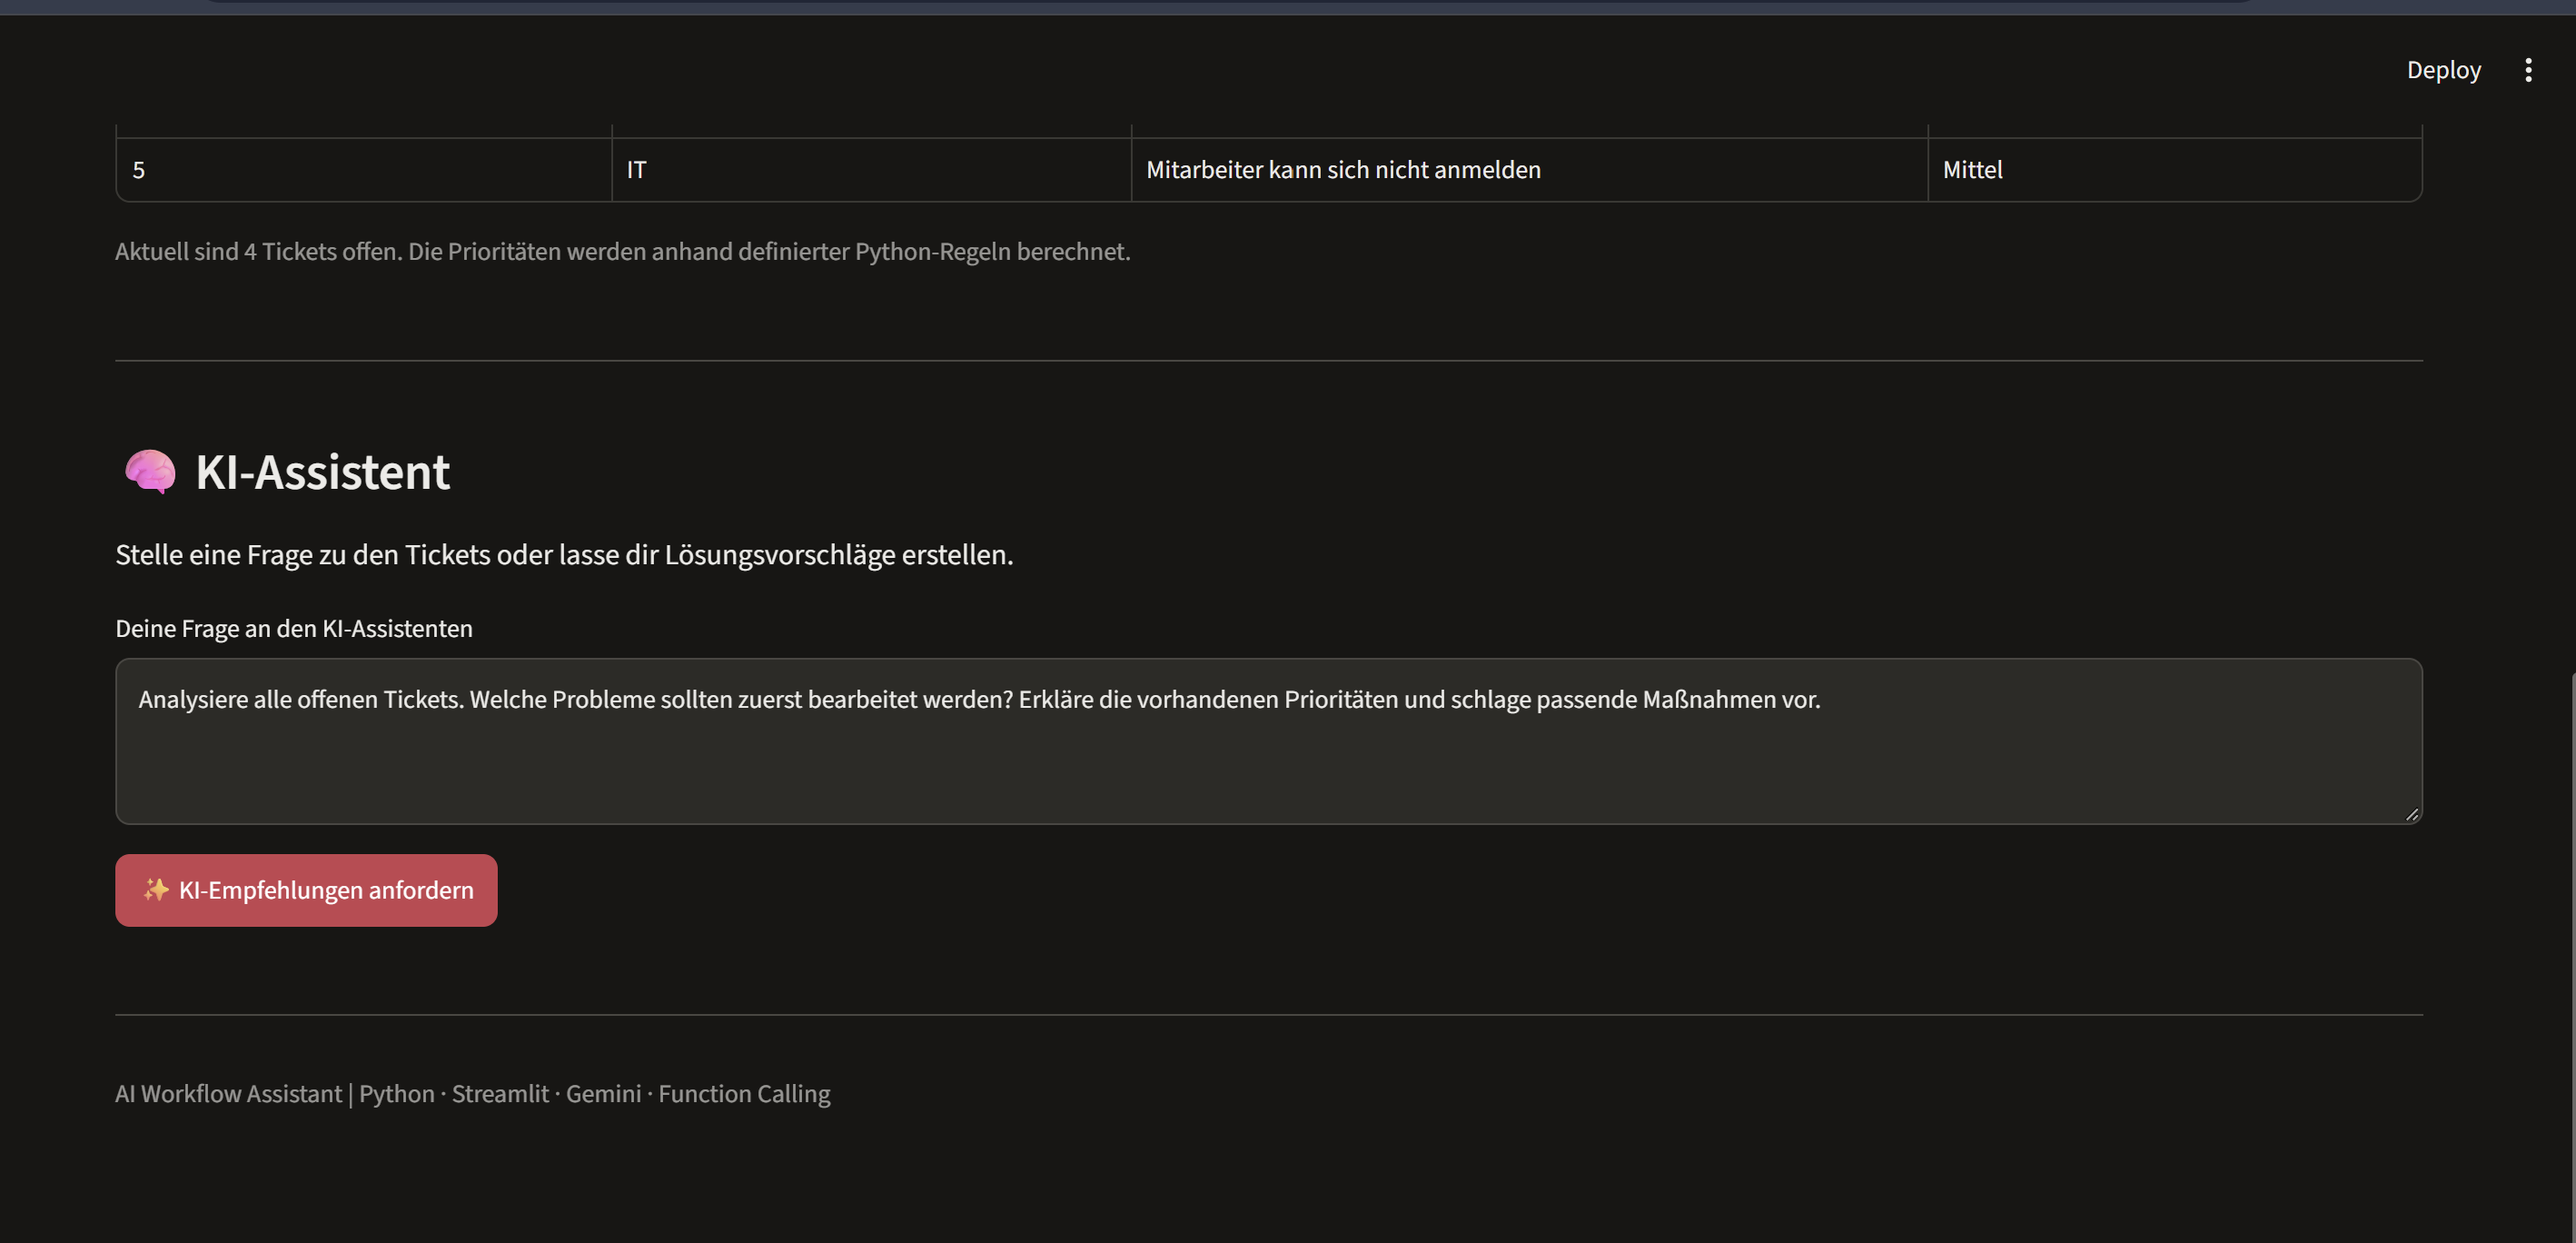 Deploy
5 IT Mitarbeiter kann sich nicht anmelden Mittel
Aktuell sind 4 Tickets offen. Die Prioritäten werden anhand definierter Python-Regeln berechnet.
🧠 KI-Assistent
Stelle eine Frage zu den Tickets oder lasse dir Lösungsvorschläge erstellen.
Deine Frage an den KI-Assistenten
Analysiere alle offenen Tickets. Welche Probleme sollten zuerst bearbeitet werden? Erkläre die vorhandenen Prioritäten und schlage passende Maßnahmen vor.
✨ KI-Empfehlungen anfordern
AI Workflow Assistant | Python · Streamlit · Gemini · Function Calling